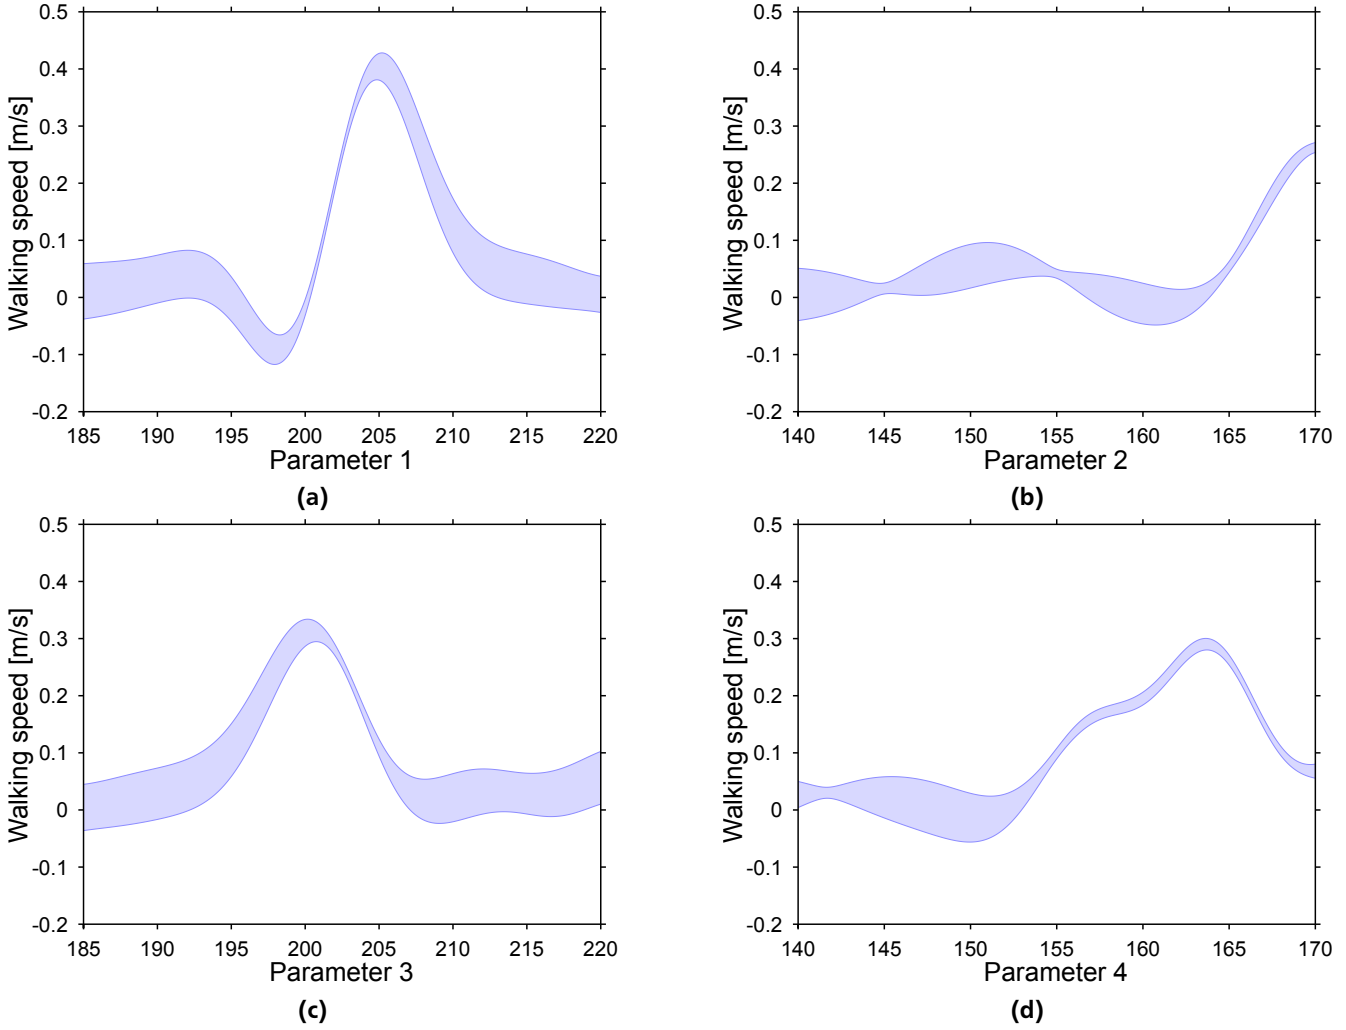 0.5
0.4
0.3
0.2
0.1
0
-0.1
-0.2
Walking speed [m/s]
185 190 195 200 205 210 215 220
Parameter 1
(a)
0.5
0.4
0.3
0.2
0.1
0
-0.1
-0.2
Walking speed [m/s]
140 145 150 155 160 165 170
Parameter 2
(b)
0.5
0.4
0.3
0.2
0.1
0
-0.1
-0.2
Walking speed [m/s]
185 190 195 200 205 210 215 220
Parameter 3
(c)
0.5
0.4
0.3
0.2
0.1
0
-0.1
-0.2
Walking speed [m/s]
140 145 150 155 160 165 170
Parameter 4
(d)